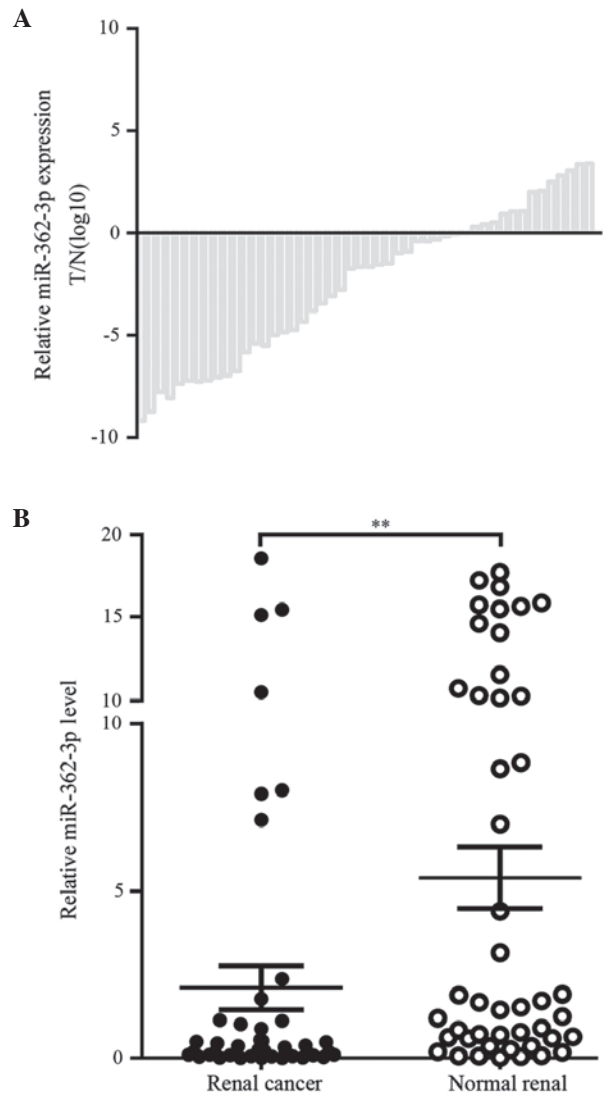 A
Relative miR-362-3p expression
T/N(log10)
10
5
0
-5
-10
B
**
Relative miR-362-3p level
20
15
10
10
5
0
Renal cancer
Normal renal